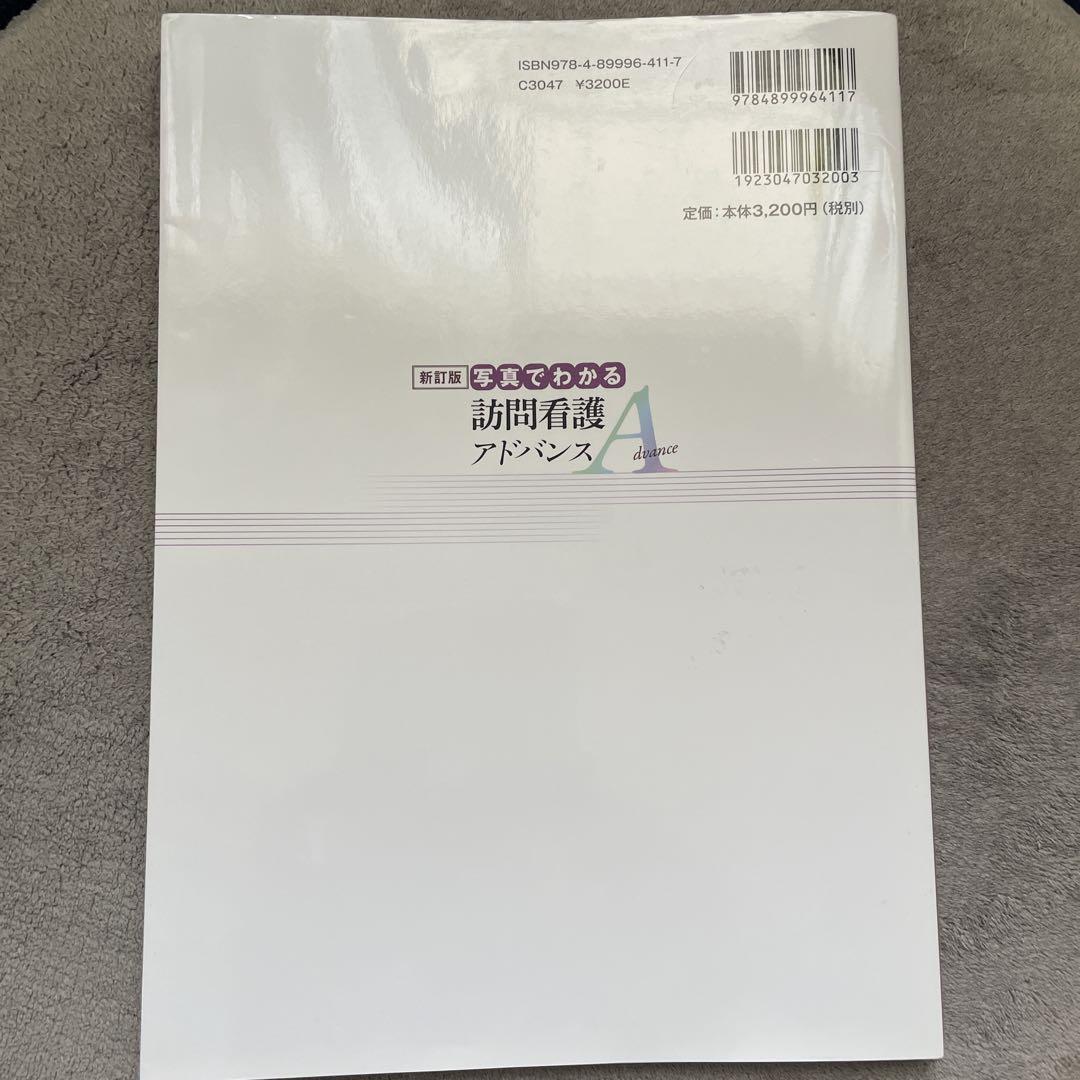 ISBN978-4-89996-411-7
C3047 ¥3200E
9784899964117
1923047032003
定価：本体3,200円（税別）
新訂版 写真でわかる
訪問看護
アドバンス Advance